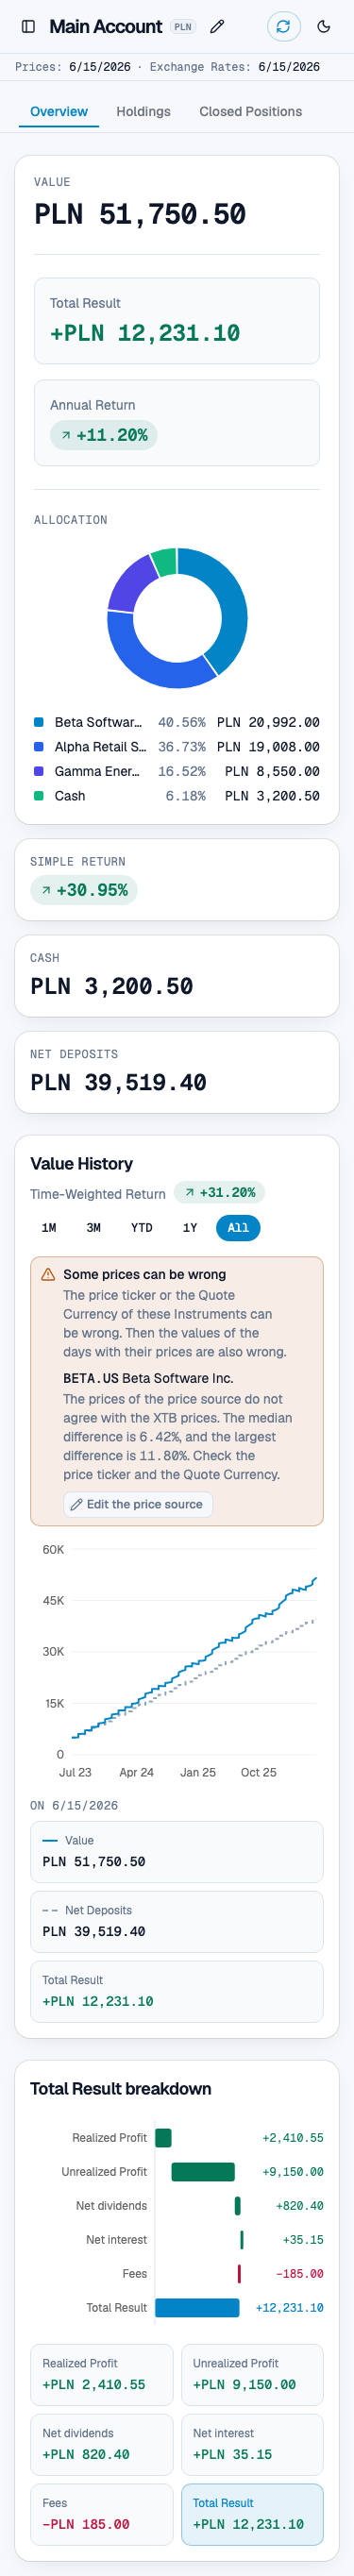 Main Account PLN
Prices: 6/15/2026 · Exchange Rates: 6/15/2026
Overview Holdings Closed Positions
VALUE
PLN 51,750.50
Total Result
+PLN 12,231.10
Annual Return
+11.20%
ALLOCATION
Beta Softwar… 40.56% PLN 20,992.00
Alpha Retail S… 36.73% PLN 19,008.00
Gamma Ener… 16.52% PLN 8,550.00
Cash 6.18% PLN 3,200.50
SIMPLE RETURN
+30.95%
CASH
PLN 3,200.50
NET DEPOSITS
PLN 39,519.40
Value History
Time-Weighted Return +31.20%
1M 3M YTD 1Y All
Some prices can be wrong
The price ticker or the Quote
Currency of these Instruments can
be wrong. Then the values of the
days with their prices are also wrong.
BETA.US Beta Software Inc.
The prices of the price source do not
agree with the XTB prices. The median
difference is 6.42%, and the largest
difference is 11.80%. Check the
price ticker and the Quote Currency.
Edit the price source
60K
45K
30K
15K
0
Jul 23 Apr 24 Jan 25 Oct 25
ON 6/15/2026
Value
PLN 51,750.50
Net Deposits
PLN 39,519.40
Total Result
+PLN 12,231.10
Total Result breakdown
Realized Profit +2,410.55
Unrealized Profit +9,150.00
Net dividends +820.40
Net interest +35.15
Fees −185.00
Total Result +12,231.10
Realized Profit Unrealized Profit
+PLN 2,410.55 +PLN 9,150.00
Net dividends Net interest
+PLN 820.40 +PLN 35.15
Fees Total Result
−PLN 185.00 +PLN 12,231.10